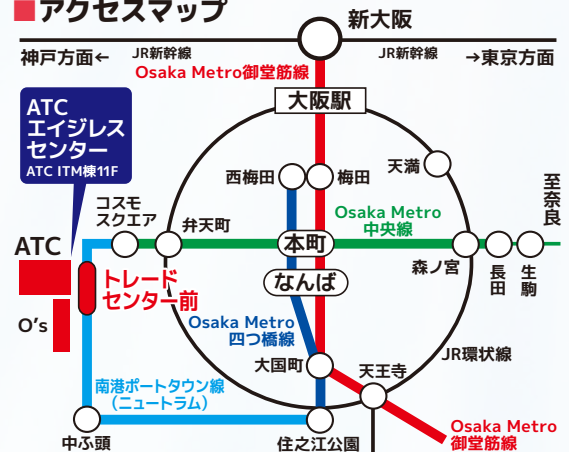 ■アクセスマップ
新大阪
神戸方面←
JR新幹線
JR新幹線
→東京方面
Osaka Metro御堂筋線
大阪駅
ATC
エイジレス
センター
ATC ITM棟11F
西梅田
梅田
天満
至奈良
コスモ
スクエア
弁天町
Osaka Metro
中央線
本町
森ノ宮
長田
生駒
ATC
トレード
センター前
なんば
O's
Osaka Metro
四つ橋線
大国町
天王寺
JR環状線
南港ポートタウン線
（ニュートラム）
中ふ頭
住之江公園
Osaka Metro
御堂筋線